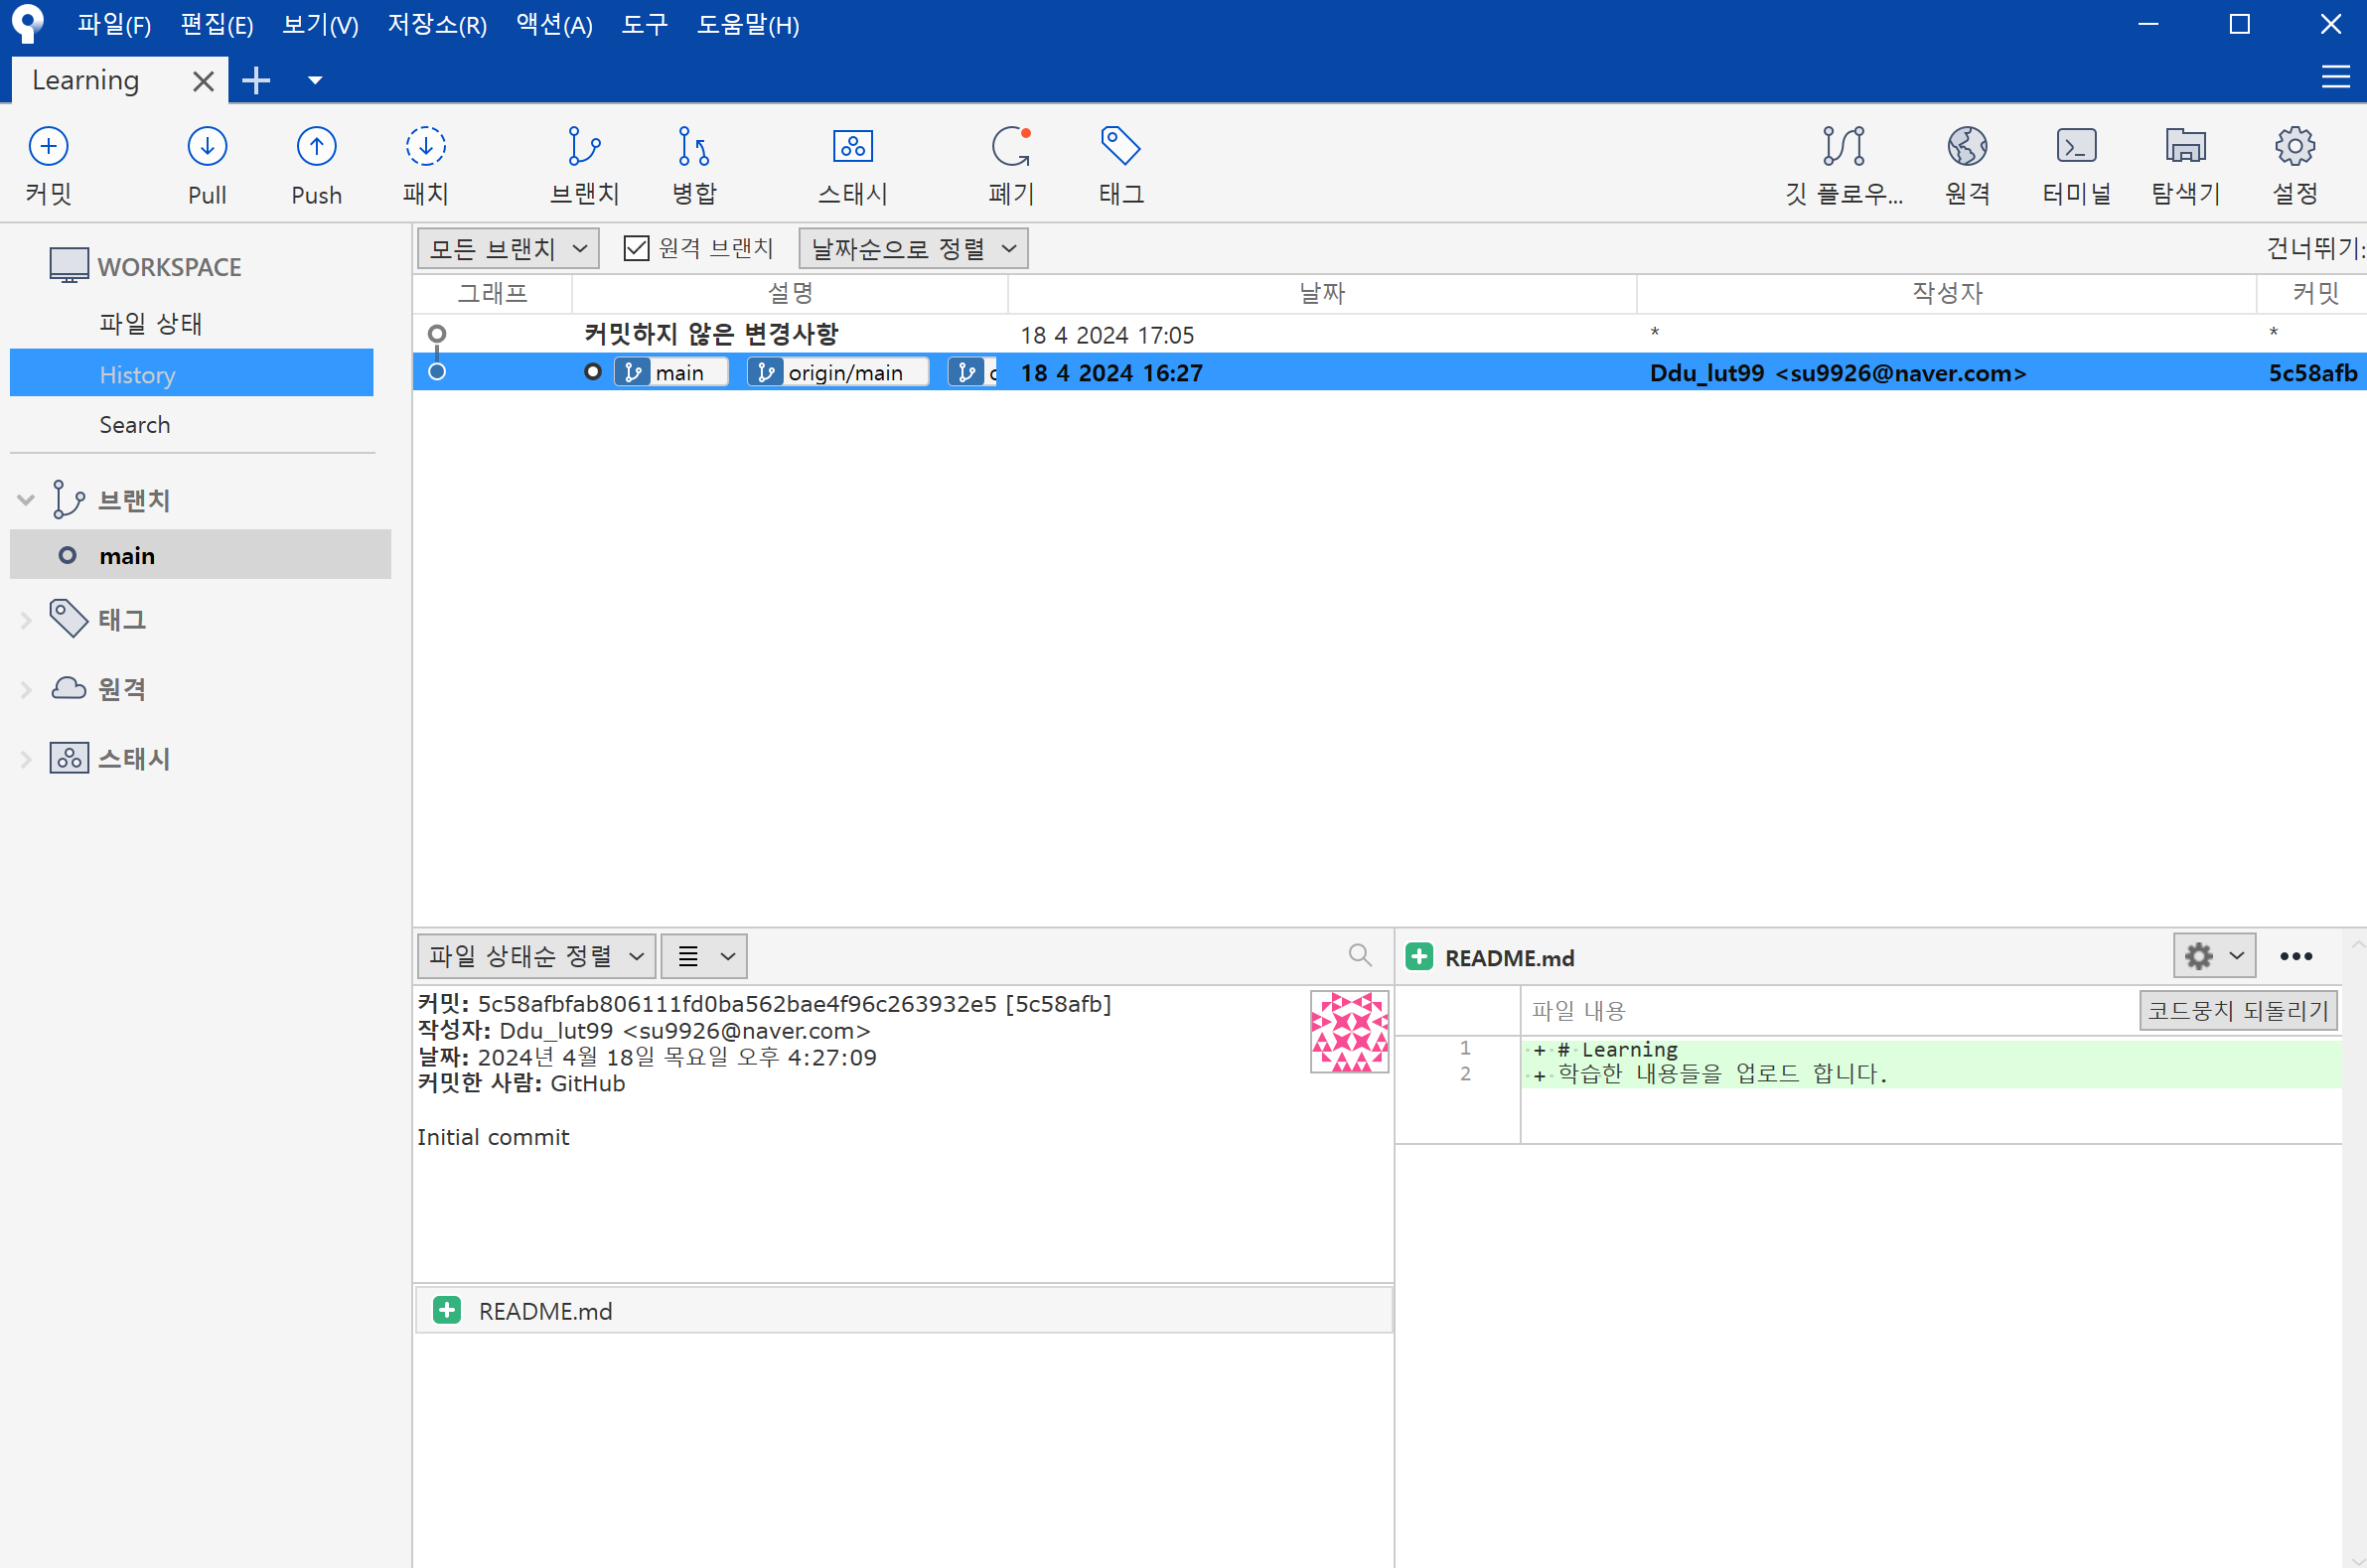 파일(F) 편집(E) 보기(V) 저장소(R) 액션(A) 도구 도움말(H)
Learning
커밋 Pull Push 패치 브랜치 병합 스태시 폐기 태그 깃 플로우... 원격 터미널 탐색기 설정
WORKSPACE
파일 상태
History
Search
브랜치
main
태그
원격
스태시
모든 브랜치 원격 브랜치 날짜순으로 정렬 건너뛰기:
그래프 설명 날짜 작성자 커밋
커밋하지 않은 변경사항 18 4 2024 17:05 * *
main origin/main 18 4 2024 16:27 Ddu_lut99 <su9926@naver.com> 5c58afb
파일 상태순 정렬
커밋: 5c58afbfab806111fd0ba562bae4f96c263932e5 [5c58afb]
작성자: Ddu_lut99 <su9926@naver.com>
날짜: 2024년 4월 18일 목요일 오후 4:27:09
커밋한 사람: GitHub
Initial commit
README.md
README.md
파일 내용 코드뭉치 되돌리기
1 + # Learning
2 + 학습한 내용들을 업로드 합니다.